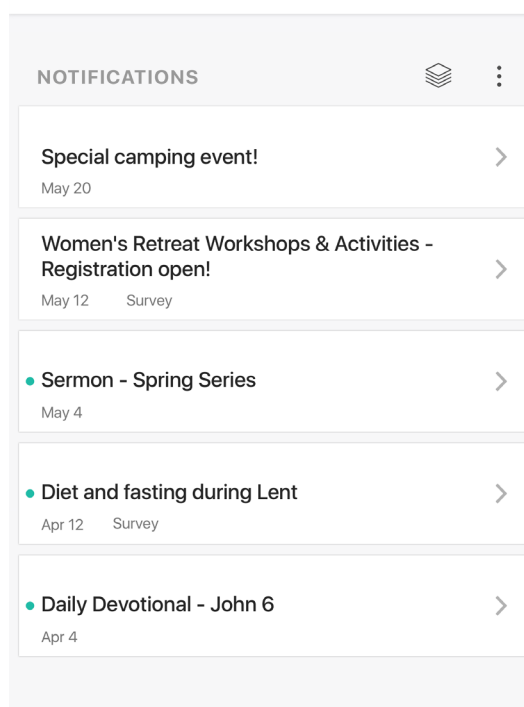 NOTIFICATIONS
Special camping event!
May 20
Women's Retreat Workshops & Activities -
Registration open!
May 12 Survey
Sermon - Spring Series
May 4
Diet and fasting during Lent
Apr 12 Survey
Daily Devotional - John 6
Apr 4